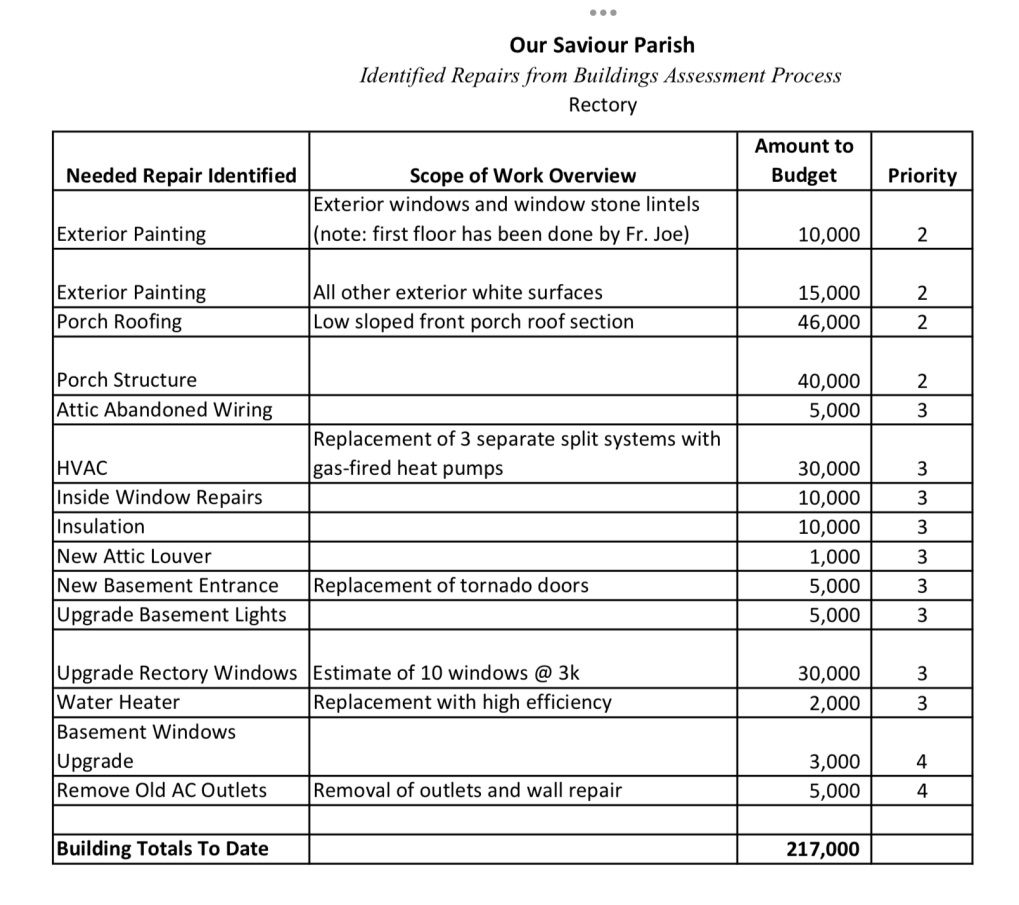 Our Saviour Parish
Identified Repairs from Buildings Assessment Process
Rectory
Needed Repair Identified Scope of Work Overview Amount to Budget Priority
Exterior Painting Exterior windows and window stone lintels (note: first floor has been done by Fr. Joe) 10,000 2
Exterior Painting All other exterior white surfaces 15,000 2
Porch Roofing Low sloped front porch roof section 46,000 2
Porch Structure 40,000 2
Attic Abandoned Wiring 5,000 3
HVAC Replacement of 3 separate split systems with gas-fired heat pumps 30,000 3
Inside Window Repairs 10,000 3
Insulation 10,000 3
New Attic Louver 1,000 3
New Basement Entrance Replacement of tornado doors 5,000 3
Upgrade Basement Lights 5,000 3
Upgrade Rectory Windows Estimate of 10 windows @ 3k 30,000 3
Water Heater Replacement with high efficiency 2,000 3
Basement Windows Upgrade 3,000 4
Remove Old AC Outlets Removal of outlets and wall repair 5,000 4
Building Totals To Date 217,000